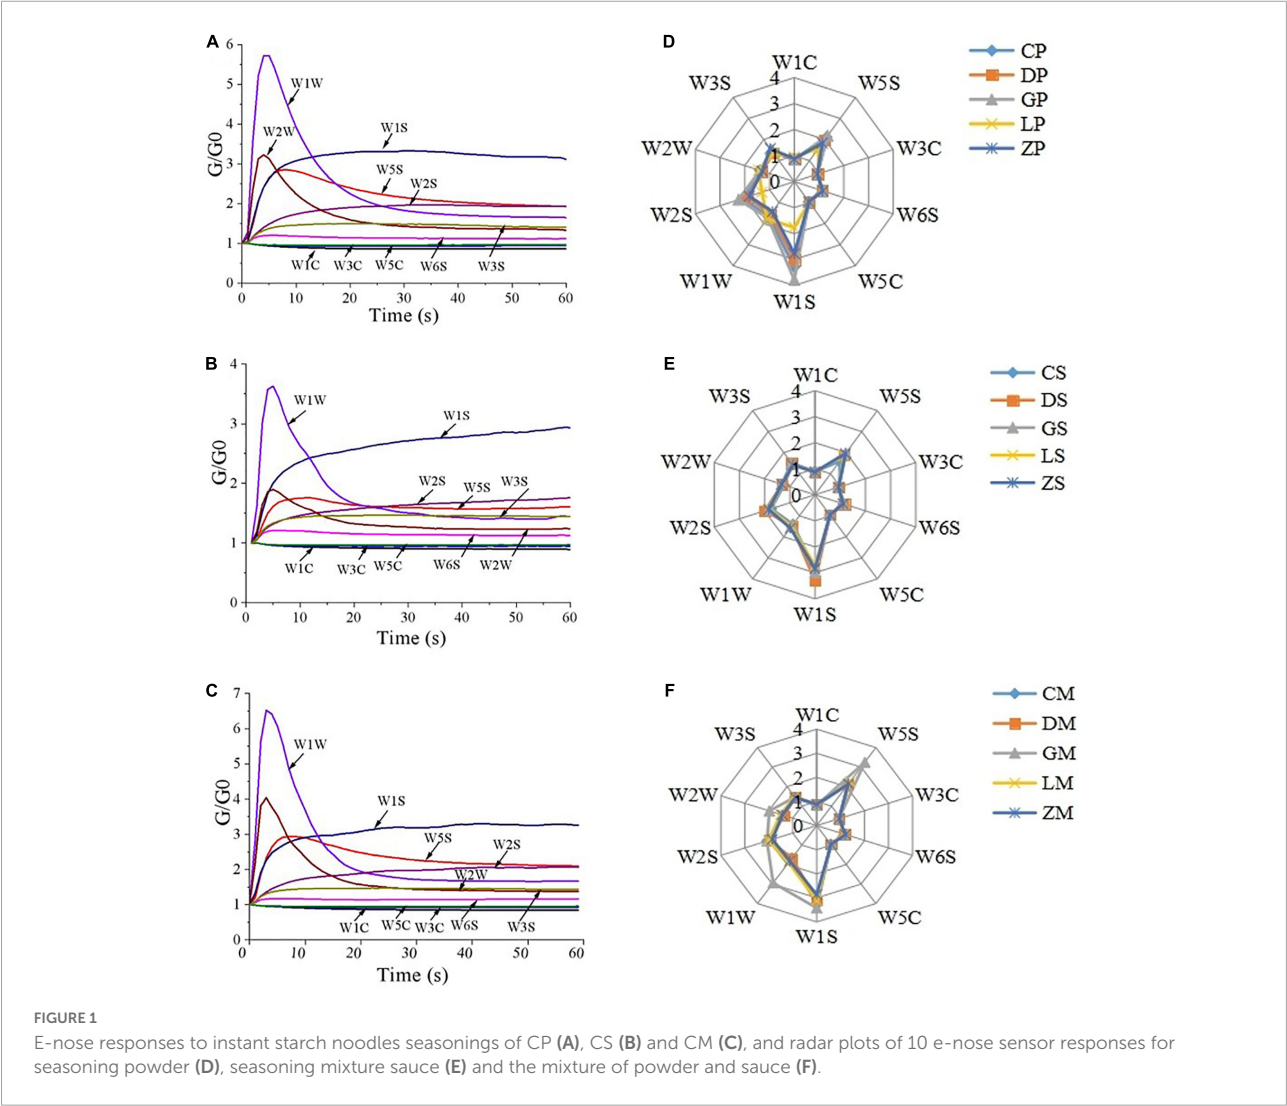 A
6
5
4
3
2
1
0
G/G0
W1W
W2W
W1S
W5S
W2S
W1C
W3C
W5C
W6S
W3S
0
10
20
30
40
50
60
Time (s)
D
W1C
W5S
W3C
W6S
W5C
W1S
W1W
W2S
W2W
W3S
4
3
2
1
0
CP
DP
GP
LP
ZP
B
4
3
2
1
0
G/G0
W1W
W1S
W2S
W5S
W3S
W1C
W3C
W5C
W6S
W2W
0
10
20
30
40
50
60
Time (s)
E
W1C
W5S
W3C
W6S
W5C
W1S
W1W
W2S
W2W
W3S
4
3
2
1
0
CS
DS
GS
LS
ZS
C
7
6
5
4
3
2
1
0
G/G0
W1W
W1S
W5S
W2S
W2W
W1C
W5C
W3C
W6S
W3S
0
10
20
30
40
50
60
Time (s)
F
W1C
W5S
W3C
W6S
W5C
W1S
W1W
W2S
W2W
W3S
4
3
2
1
0
CM
DM
GM
LM
ZM
FIGURE 1
E-nose responses to instant starch noodles seasonings of CP (A), CS (B) and CM (C), and radar plots of 10 e-nose sensor responses for
seasoning powder (D), seasoning mixture sauce (E) and the mixture of powder and sauce (F).